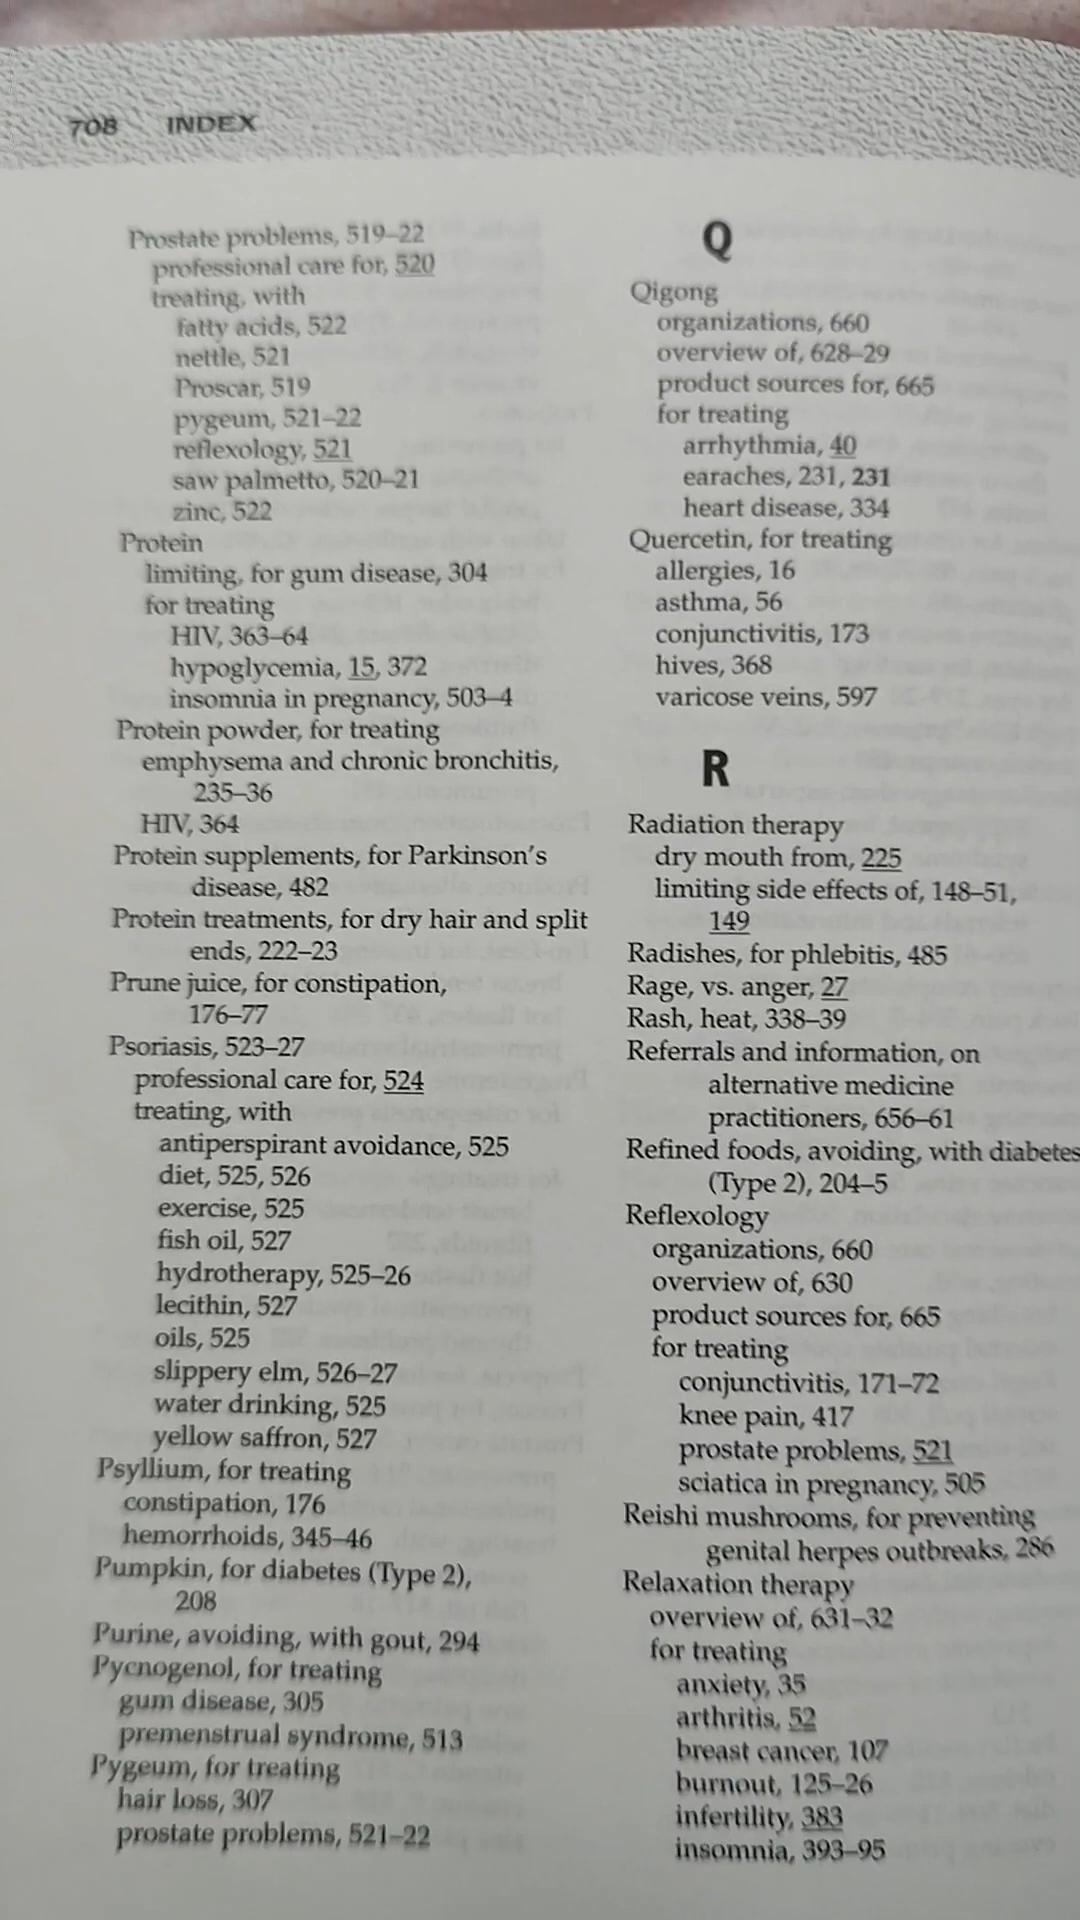 708 INDEX
Prostate problems, 519–22
professional care for, 520
treating, with
fatty acids, 522
nettle, 521
Proscar, 519
pygeum, 521–22
reflexology, 521
saw palmetto, 520–21
zinc, 522
Protein
limiting, for gum disease, 304
for treating
HIV, 363–64
hypoglycemia, 15, 372
insomnia in pregnancy, 503–4
Protein powder, for treating
emphysema and chronic bronchitis,
235–36
HIV, 364
Protein supplements, for Parkinson's
disease, 482
Protein treatments, for dry hair and split
ends, 222–23
Prune juice, for constipation,
176–77
Psoriasis, 523–27
professional care for, 524
treating, with
antiperspirant avoidance, 525
diet, 525, 526
exercise, 525
fish oil, 527
hydrotherapy, 525–26
lecithin, 527
oils, 525
slippery elm, 526–27
water drinking, 525
yellow saffron, 527
Psyllium, for treating
constipation, 176
hemorrhoids, 345–46
Pumpkin, for diabetes (Type 2),
208
Purine, avoiding, with gout, 294
Pycnogenol, for treating
gum disease, 305
premenstrual syndrome, 513
Pygeum, for treating
hair loss, 307
prostate problems, 521–22
Q
Qigong
organizations, 660
overview of, 628–29
product sources for, 665
for treating
arrhythmia, 40
earaches, 231, 231
heart disease, 334
Quercetin, for treating
allergies, 16
asthma, 56
conjunctivitis, 173
hives, 368
varicose veins, 597
R
Radiation therapy
dry mouth from, 225
limiting side effects of, 148–51,
149
Radishes, for phlebitis, 485
Rage, vs. anger, 27
Rash, heat, 338–39
Referrals and information, on
alternative medicine
practitioners, 656–61
Refined foods, avoiding, with diabetes
(Type 2), 204–5
Reflexology
organizations, 660
overview of, 630
product sources for, 665
for treating
conjunctivitis, 171–72
knee pain, 417
prostate problems, 521
sciatica in pregnancy, 505
Reishi mushrooms, for preventing
genital herpes outbreaks, 286
Relaxation therapy
overview of, 631–32
for treating
anxiety, 35
arthritis, 52
breast cancer, 107
burnout, 125–26
infertility, 383
insomnia, 393–95